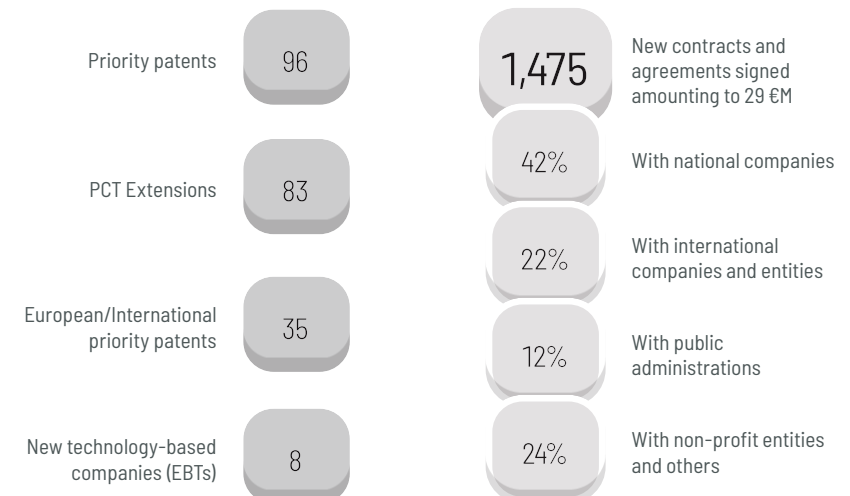 Priority patents
96
PCT Extensions
83
European/International
priority patents
35
New technology-based
companies (EBTs)
8
1,475
New contracts and
agreements signed
amounting to 29 €M
42%
With national companies
22%
With international
companies and entities
12%
With public
administrations
24%
With non-profit entities
and others